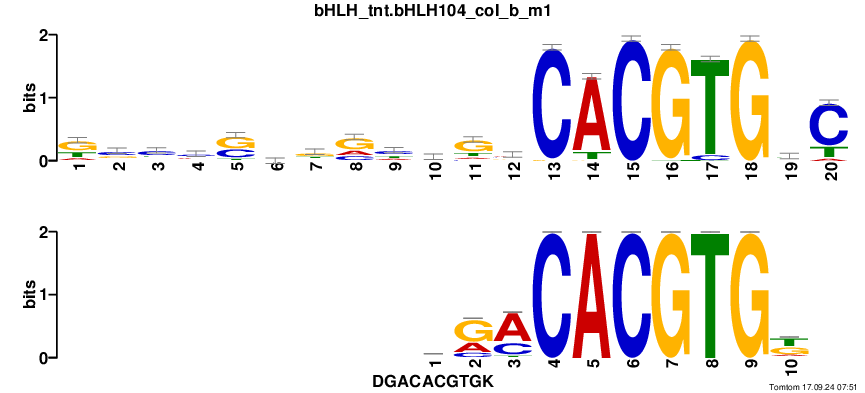 bHLH_tnt.bHLH104_col_b_m1
2
1
0
bits
1 2 3 4 5 6 7 8 9 10 11 12 13 14 15 16 17 18 19 20
G G G G C A C G T G C
2
1
0
bits
1 2 3 4 5 6 7 8 9 10
G A C A C G T G
DGACACGTGK
Tomtom 17.09.24 07:51